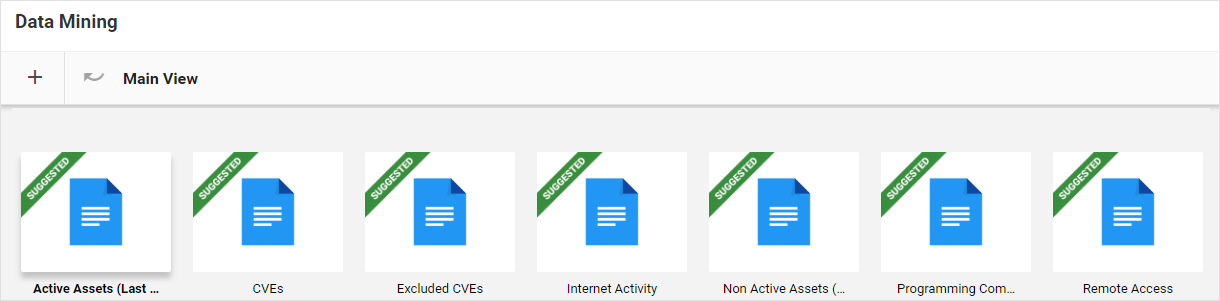 Data Mining
+ Main View
SUGGESTED SUGGESTED SUGGESTED SUGGESTED SUGGESTED SUGGESTED SUGGESTED
Active Assets (Last ... CVEs Excluded CVEs Internet Activity Non Active Assets (... Programming Com... Remote Access